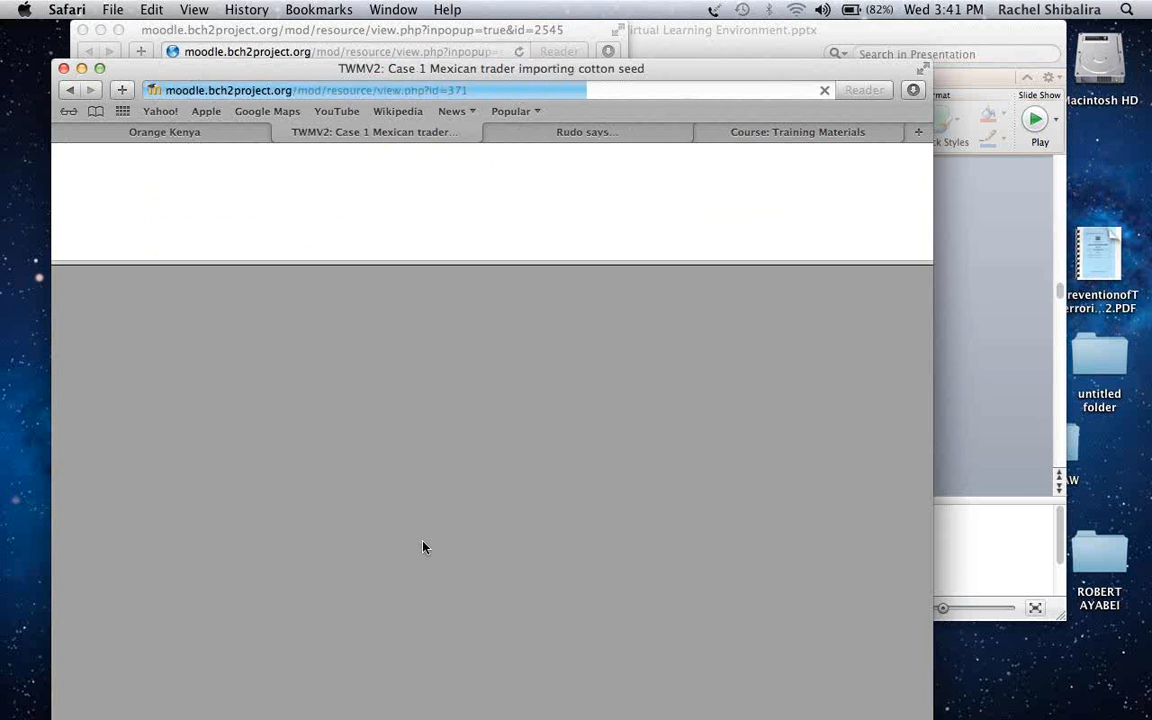 Safari File Edit View History Bookmarks Window Help (82%) Wed 3:41 PM Rachel Shibalira
moodle.bch2project.org/mod/resource/view.php?inpopup=true&id=2545
irtual Learning Environment.pptx
moodle.bch2project.org/mod/resource/view.php?inpopup=
Reader
Search in Presentation
TWMV2: Case 1 Mexican trader importing cotton seed
moodle.bch2project.org/mod/resource/view.php?id=371
Reader
Yahoo! Apple Google Maps YouTube Wikipedia News Popular
Orange Kenya
TWMV2: Case 1 Mexican trader...
Rudo says...
Course: Training Materials
rmat
Slide Show
k Styles
Play
Macintosh HD
reventionofT
errori...2.PDF
untitled
folder
AW
ROBERT
AYABEI